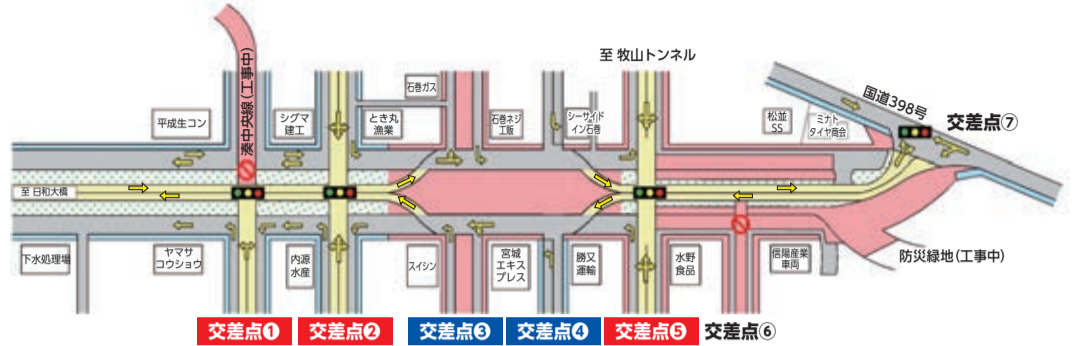 至 牧山トンネル
国道398号
交差点⑦
湊中央線(工事中)
石巻ガス
平成生コン
シグマ
建工
とき丸
漁業
石巻ネジ
工販
シーサイド
イン石巻
松並
SS
ミナト
タイヤ商会
至 日和大橋
下水処理場
ヤマサ
コウショウ
内源
水産
スイシン
宮城
エキス
プレス
勝又
運輸
水野
食品
信陽産業
車両
防災緑地(工事中)
交差点❶
交差点❷
交差点❸
交差点❹
交差点❺
交差点⑥